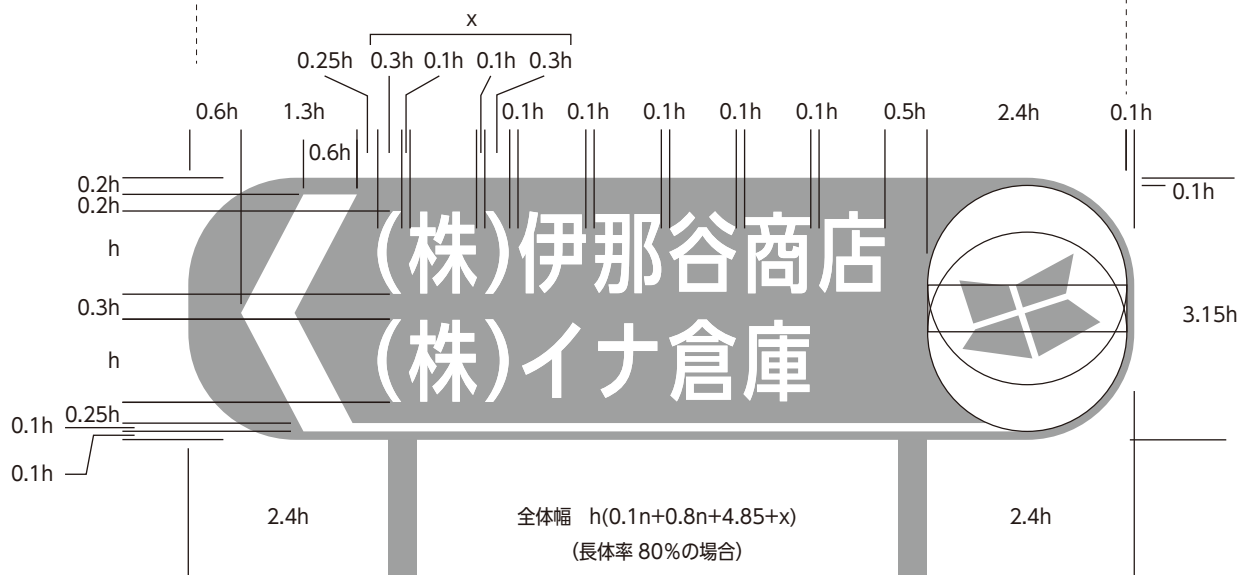 x
0.25h 0.3h 0.1h 0.1h 0.3h
0.6h 1.3h 0.1h 0.1h 0.1h 0.1h 0.1h 0.5h 2.4h 0.1h
0.6h
0.2h
0.1h
0.2h
(株)伊那谷商店
h
0.3h
3.15h
(株)イナ倉庫
h
0.25h
0.1h
0.1h
2.4h 全体幅 h(0.1n+0.8n+4.85+x) 2.4h
(長体率 80%の場合)